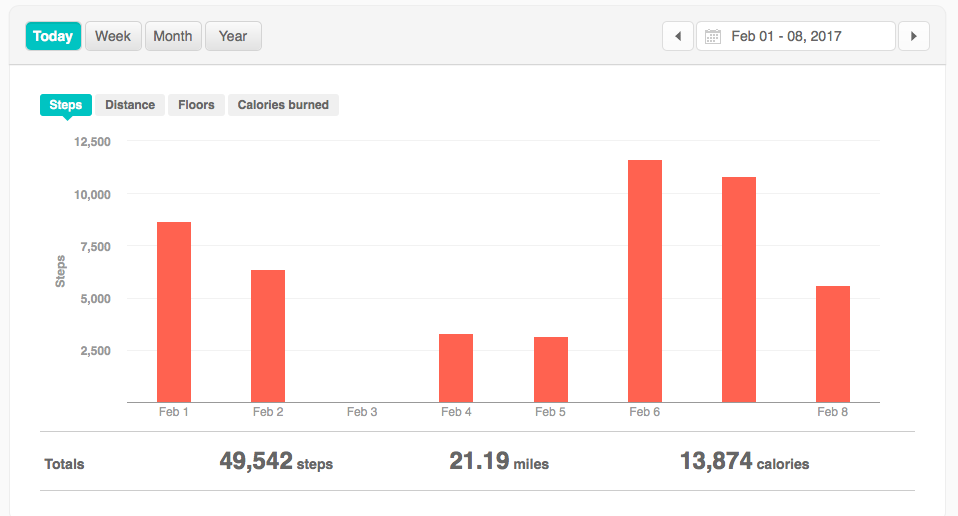 Today Week Month Year Feb 01 - 08, 2017
Steps Distance Floors Calories burned
12,500
10,000
7,500
5,000
2,500
Steps
Feb 1 Feb 2 Feb 3 Feb 4 Feb 5 Feb 6 Feb 8
Totals 49,542 steps 21.19 miles 13,874 calories